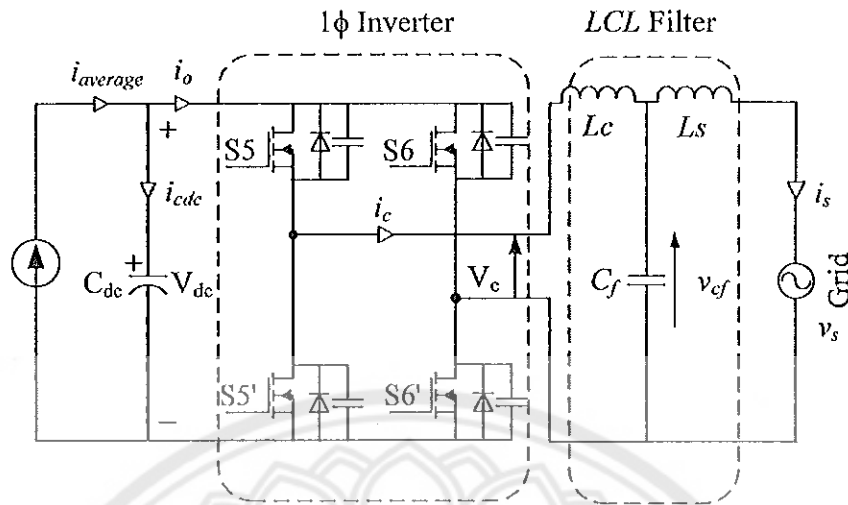 1ϕ Inverter
LCL Filter
i_average
i_o
+
S5
S6
Lc
Ls
i_cdc
i_c
i_s
+
C_dc
V_dc
V_c
C_f
v_cf
Grid
v_s
S5'
S6'
−